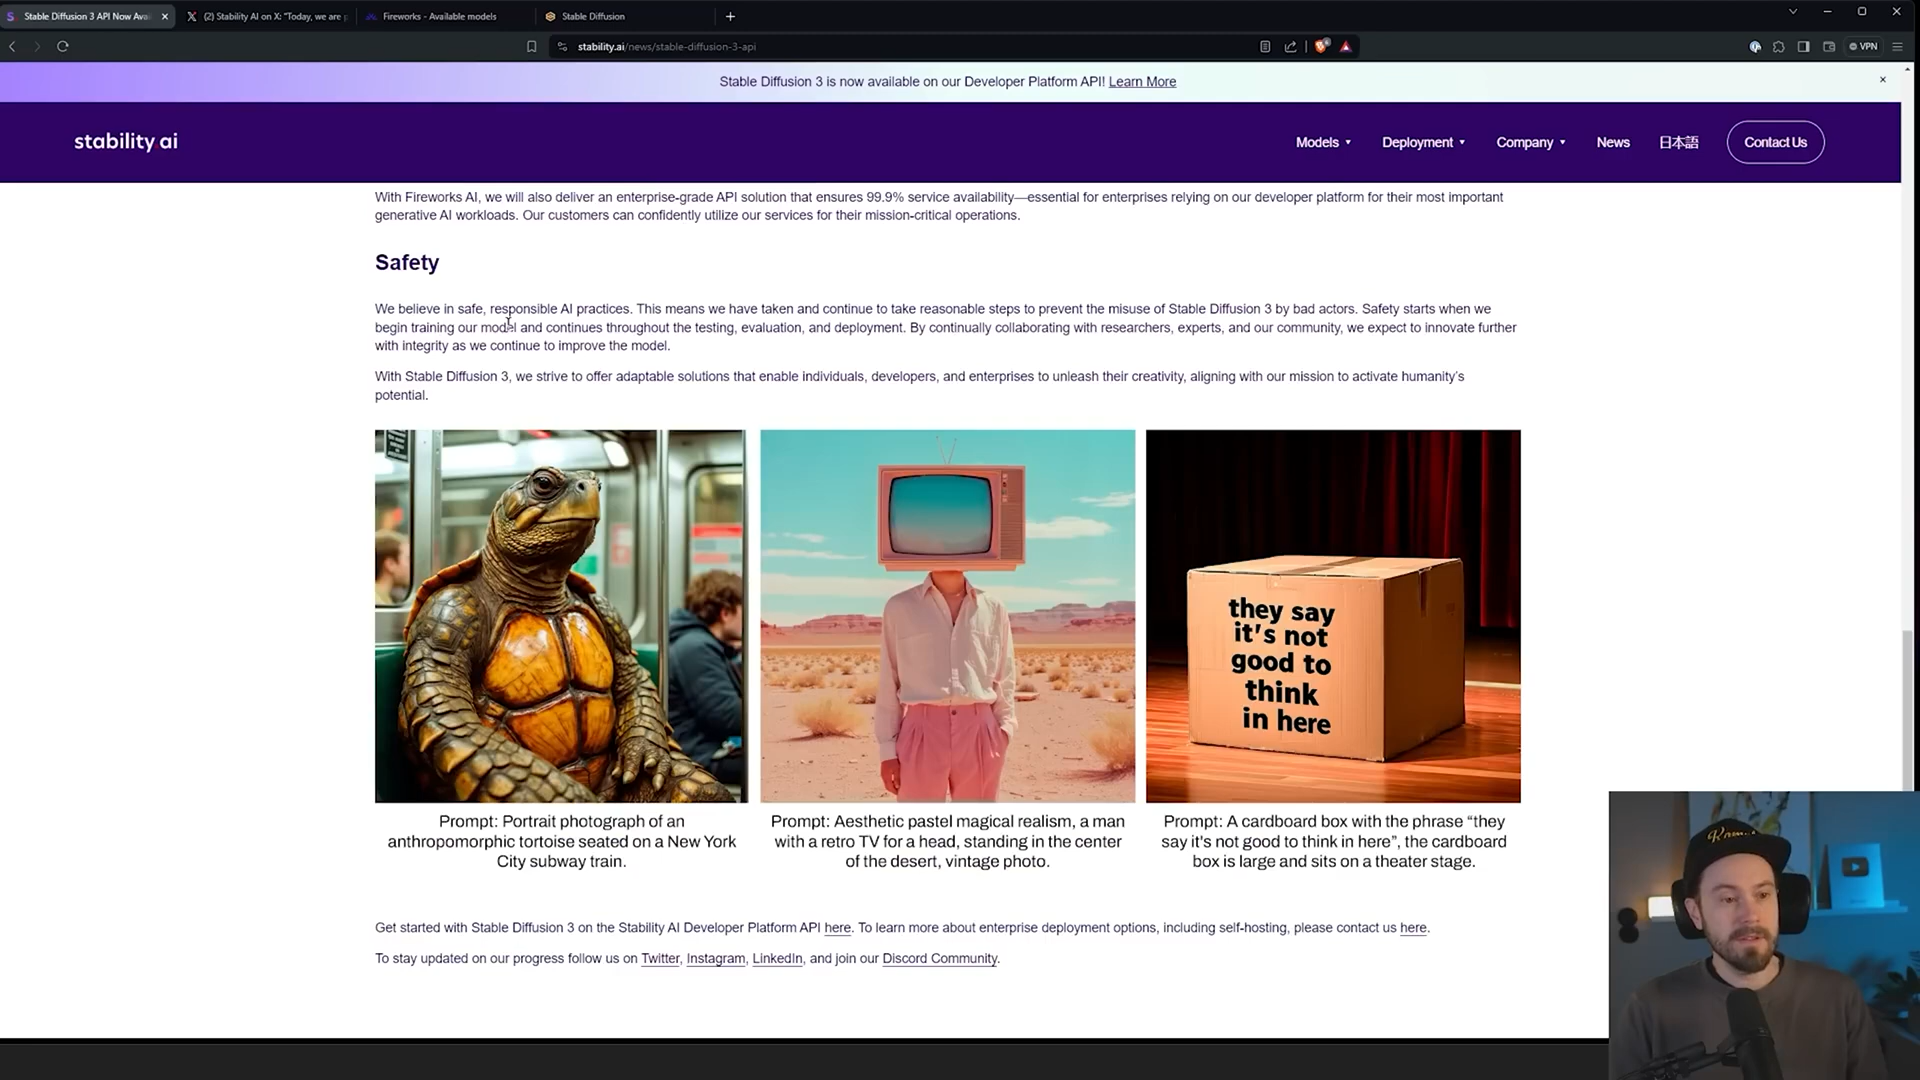 Stable Diffusion 3 API Now Ava
(2) Stability AI on X: "Today, we are p
Fireworks - Available models
Stable Diffusion
stability.ai/news/stable-diffusion-3-api
VPN
Stable Diffusion 3 is now available on our Developer Platform API! Learn More
stability.ai
Models
Deployment
Company
News
日本語
Contact Us
With Fireworks AI, we will also deliver an enterprise-grade API solution that ensures 99.9% service availability—essential for enterprises relying on our developer platform for their most important
generative AI workloads. Our customers can confidently utilize our services for their mission-critical operations.
Safety
We believe in safe, responsible AI practices. This means we have taken and continue to take reasonable steps to prevent the misuse of Stable Diffusion 3 by bad actors. Safety starts when we
begin training our model and continues throughout the testing, evaluation, and deployment. By continually collaborating with researchers, experts, and our community, we expect to innovate further
with integrity as we continue to improve the model.
With Stable Diffusion 3, we strive to offer adaptable solutions that enable individuals, developers, and enterprises to unleash their creativity, aligning with our mission to activate humanity's
potential.
they say
it's not
good to
think
in here
Prompt: Portrait photograph of an
anthropomorphic tortoise seated on a New York
City subway train.
Prompt: Aesthetic pastel magical realism, a man
with a retro TV for a head, standing in the center
of the desert, vintage photo.
Prompt: A cardboard box with the phrase “they
say it's not good to think in here”, the cardboard
box is large and sits on a theater stage.
Get started with Stable Diffusion 3 on the Stability AI Developer Platform API here. To learn more about enterprise deployment options, including self-hosting, please contact us here.
To stay updated on our progress follow us on Twitter, Instagram, LinkedIn, and join our Discord Community.